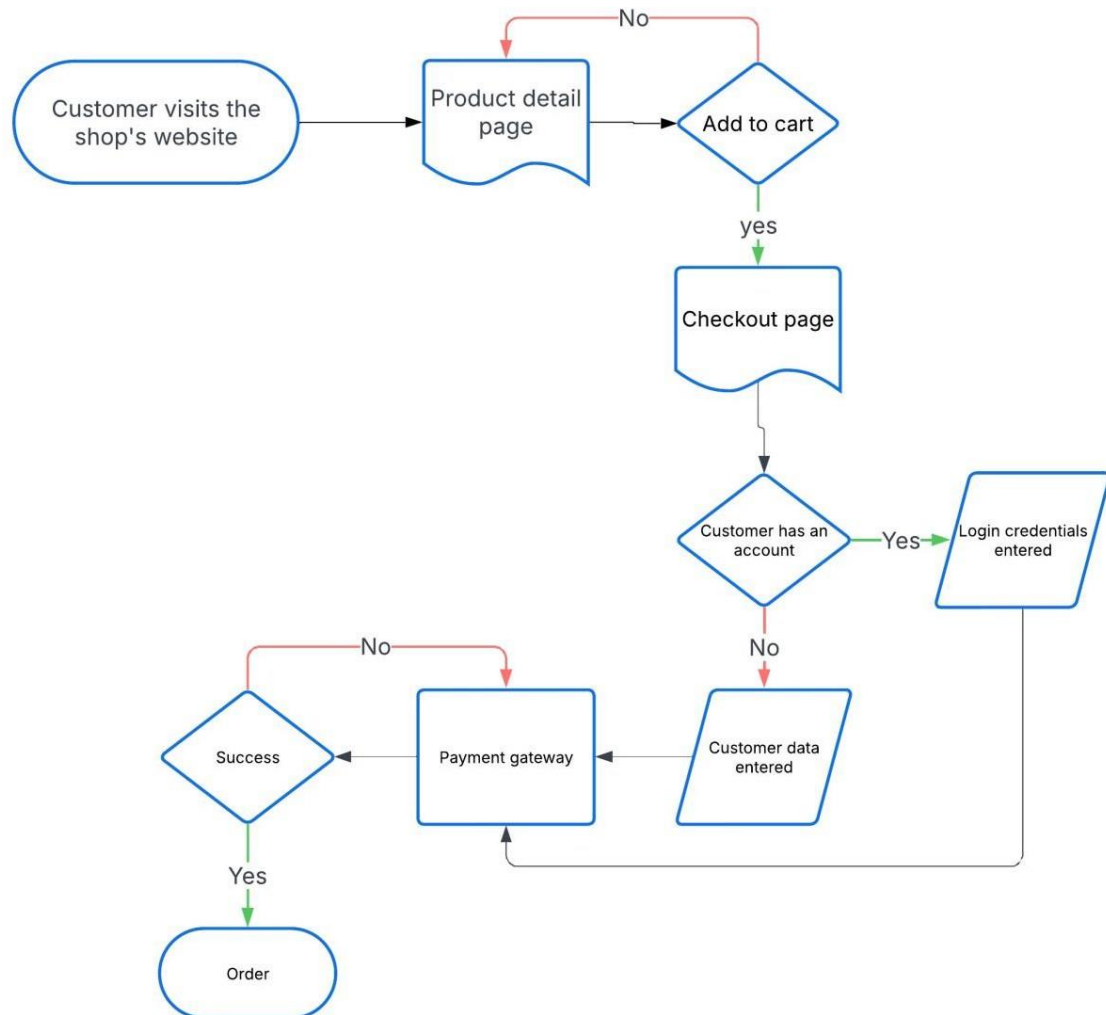 No
Customer visits the
shop's website
Product detail
page
Add to cart
yes
Checkout page
Customer has an
account
Yes
Login credentials
entered
No
No
Success
Payment gateway
Customer data
entered
Yes
Order